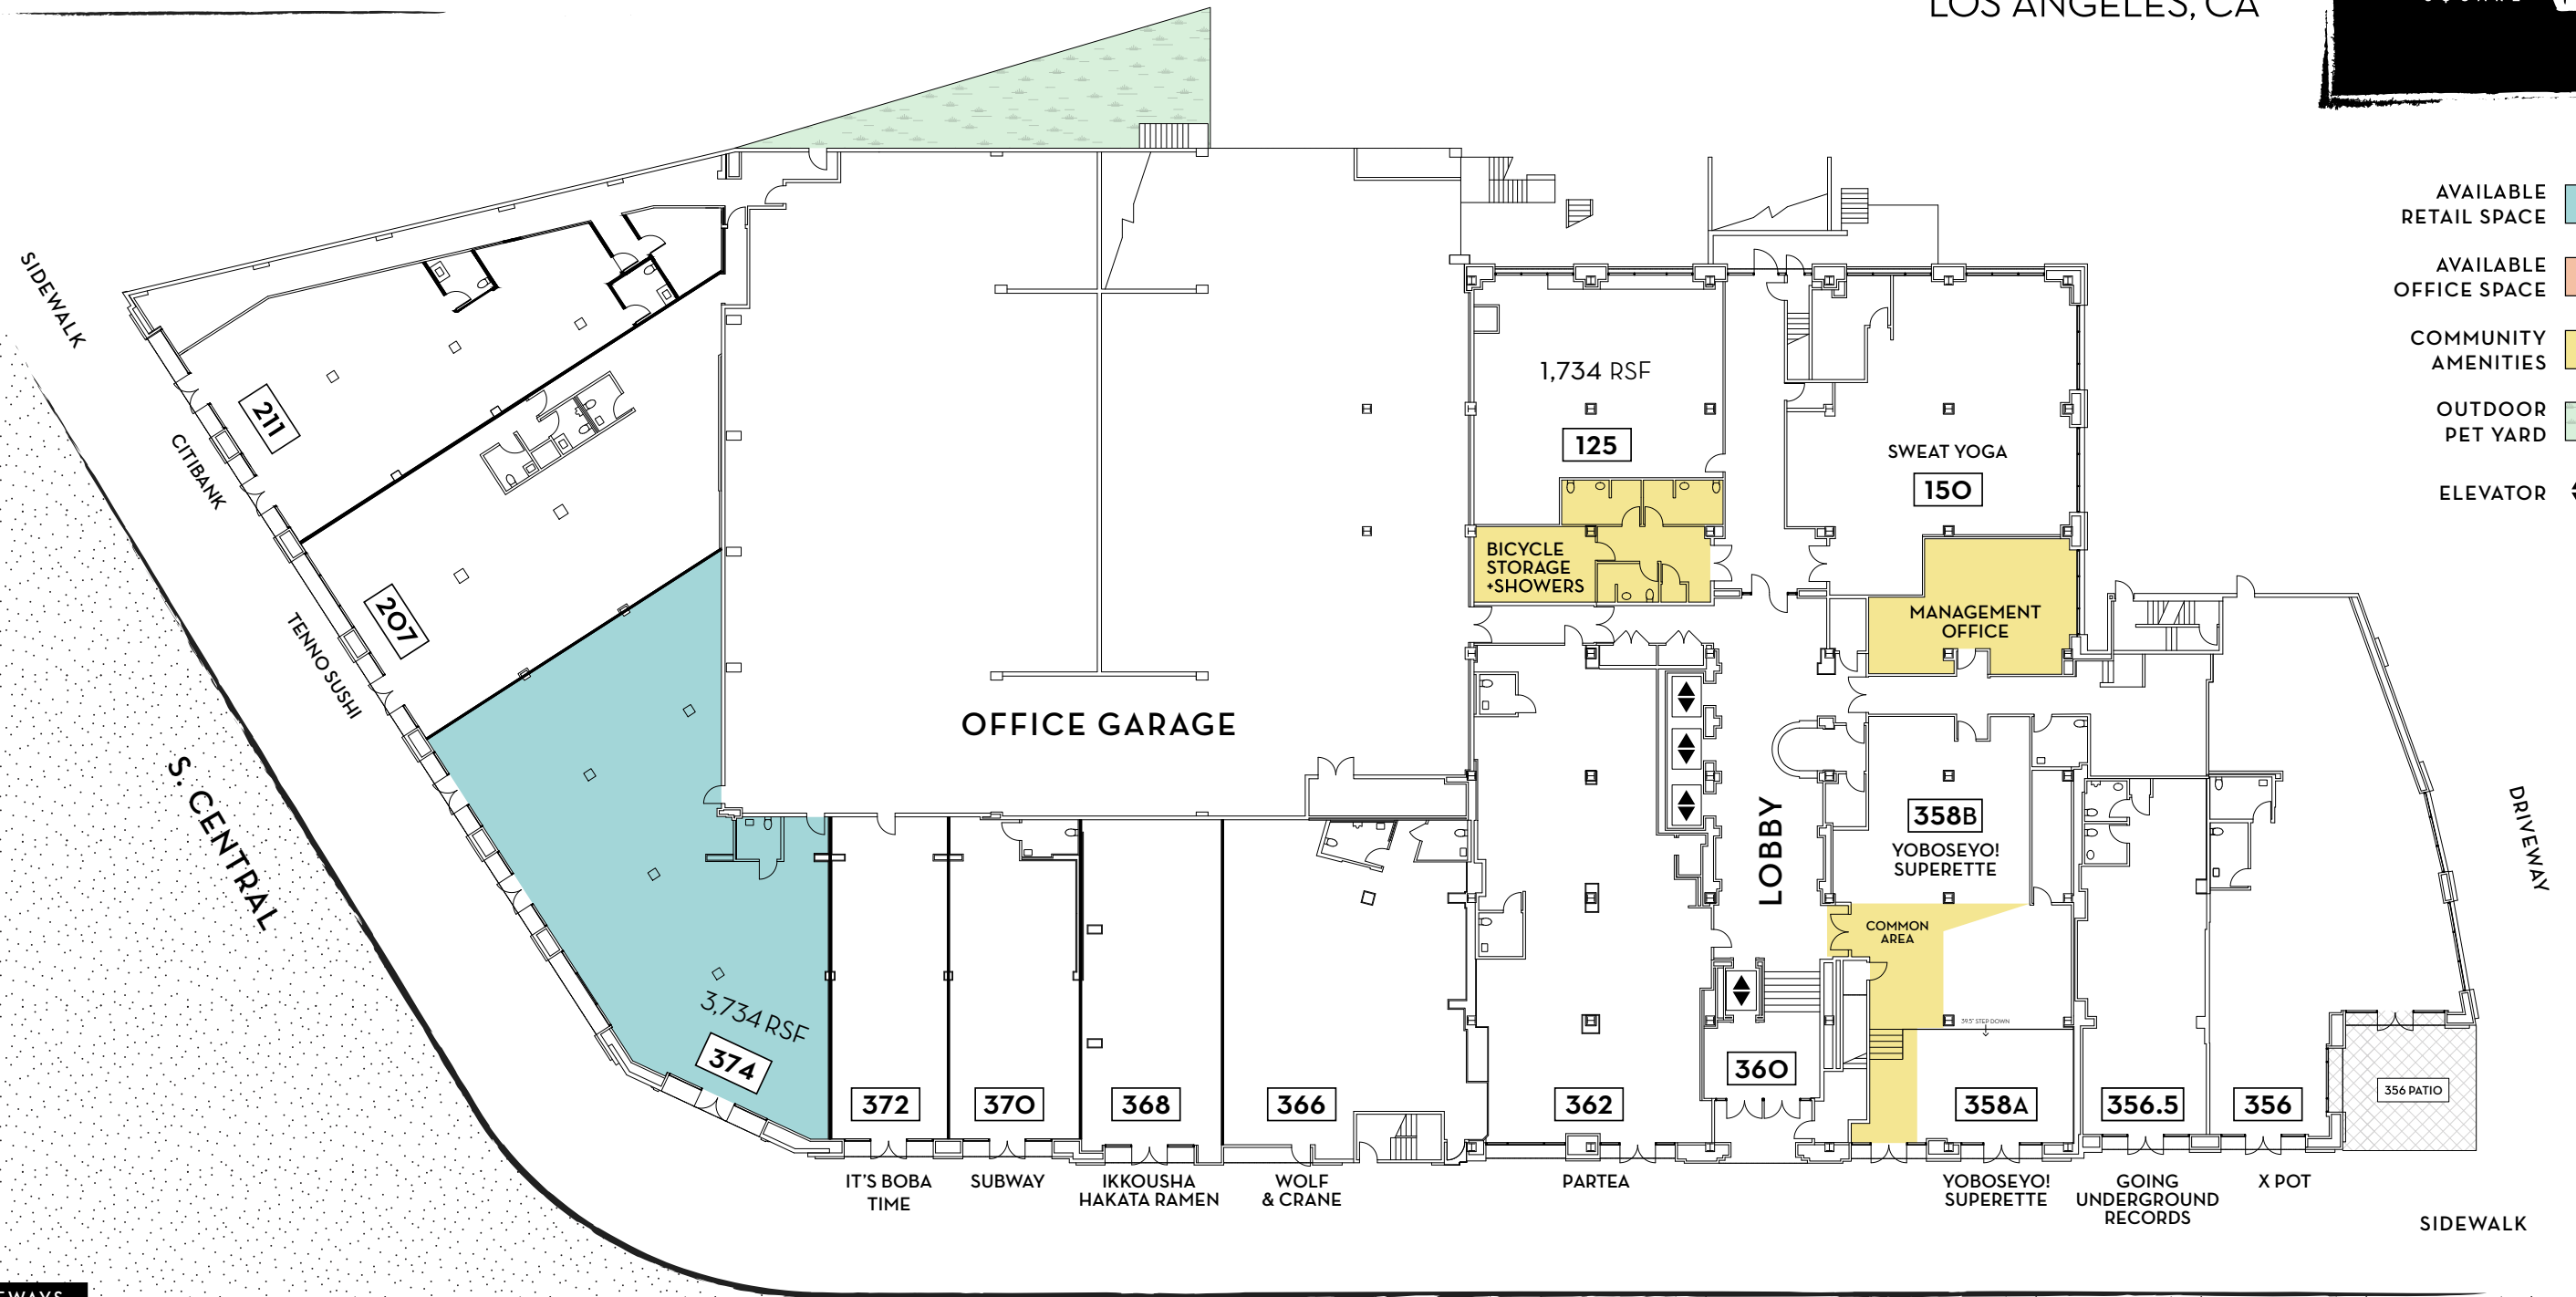 LOS ANGELES, CA
AVAILABLE
RETAIL SPACE
AVAILABLE
OFFICE SPACE
COMMUNITY
AMENITIES
OUTDOOR
PET YARD
ELEVATOR
SIDEWALK
211
CITIBANK
207
TENNO SUSHI
S. CENTRAL
OFFICE GARAGE
1,734 RSF
125
SWEAT YOGA
150
BICYCLE
STORAGE
+SHOWERS
MANAGEMENT
OFFICE
LOBBY
358B
YOBOSEYO!
SUPERETTE
COMMON
AREA
39.5" STEP DOWN
DRIVEWAY
3,734 RSF
374
372
370
368
366
362
360
358A
356.5
356
356 PATIO
IT'S BOBA
TIME
SUBWAY
IKKOUSHA
HAKATA RAMEN
WOLF
& CRANE
PARTEA
YOBOSEYO!
SUPERETTE
GOING
UNDERGROUND
RECORDS
X POT
SIDEWALK